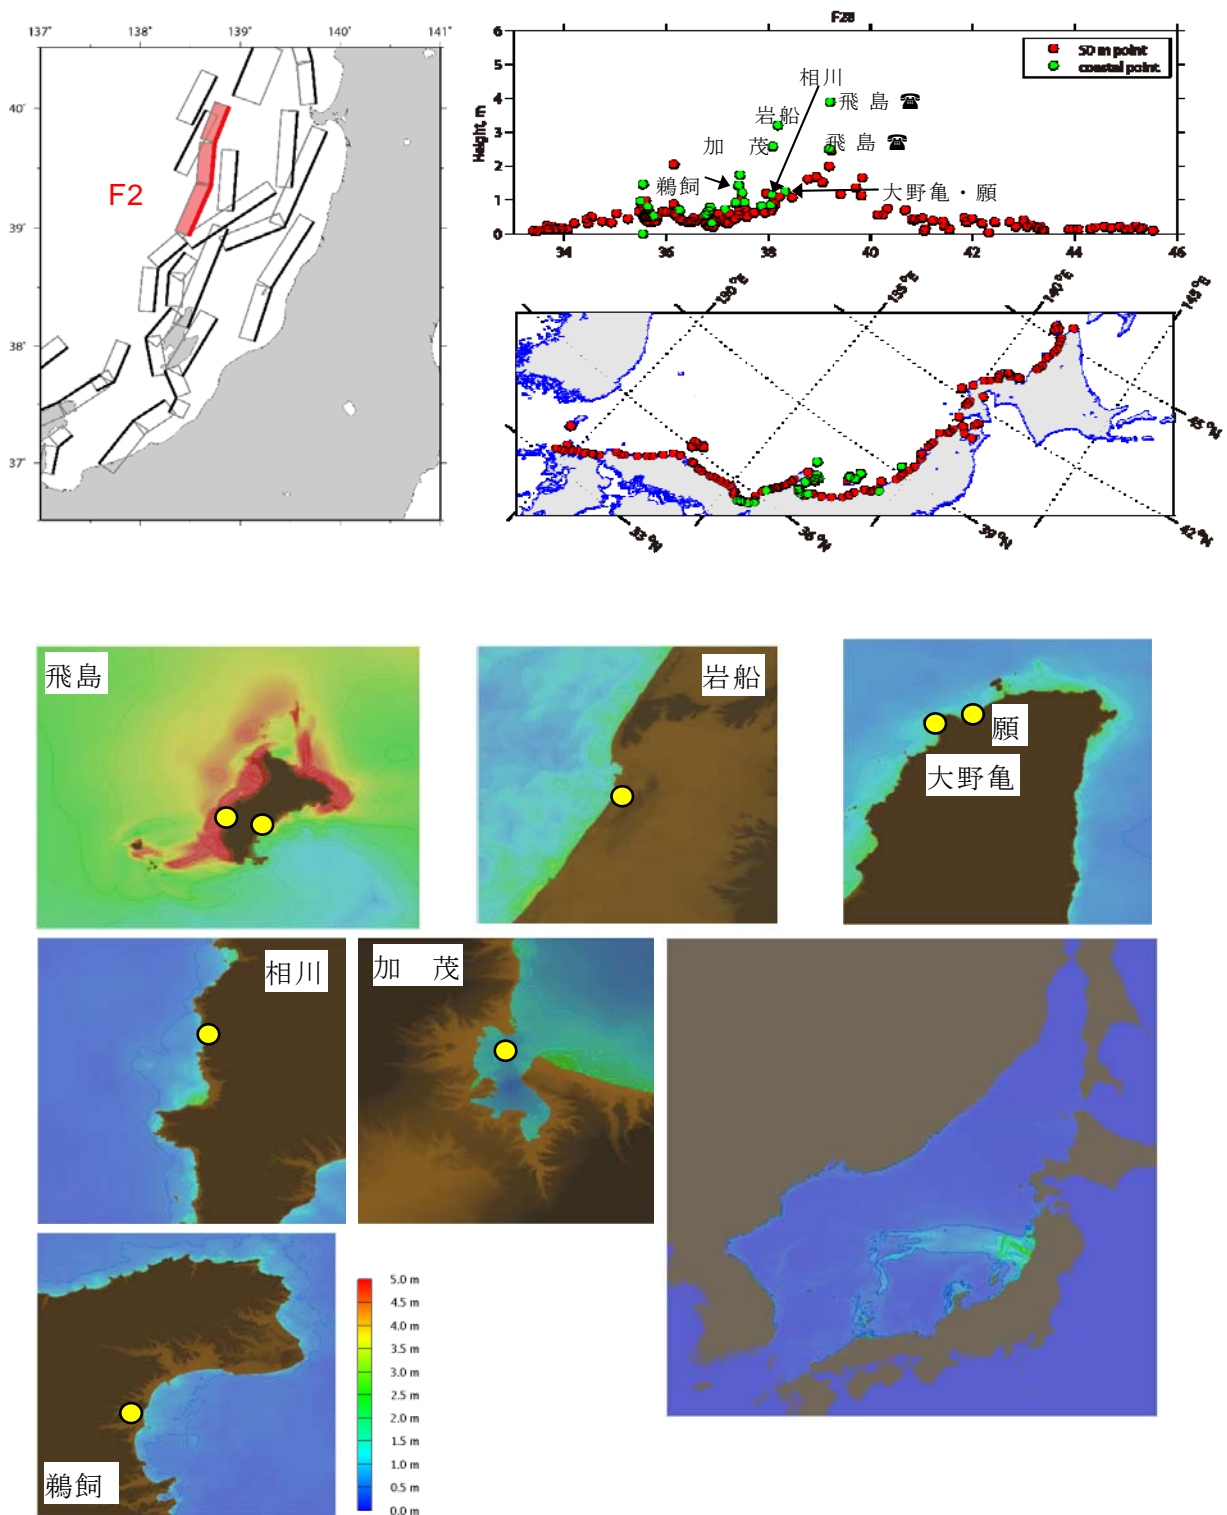 137°
138°
139°
140°
141°
40°
39°
38°
37°
F2
F28
Height, m
6
5
4
3
2
1
0
34
36
38
40
42
44
46
50 m point
coastal point
相川
飛島
岩船
加 茂
飛島
鵜飼
大野亀・願
130°E
135°E
140°E
145°E
33°N
36°N
39°N
42°N
45°N
飛島
岩船
願
大野亀
相川
加 茂
鵜飼
5.0 m
4.5 m
4.0 m
3.5 m
3.0 m
2.5 m
2.0 m
1.5 m
1.0 m
0.5 m
0.0 m